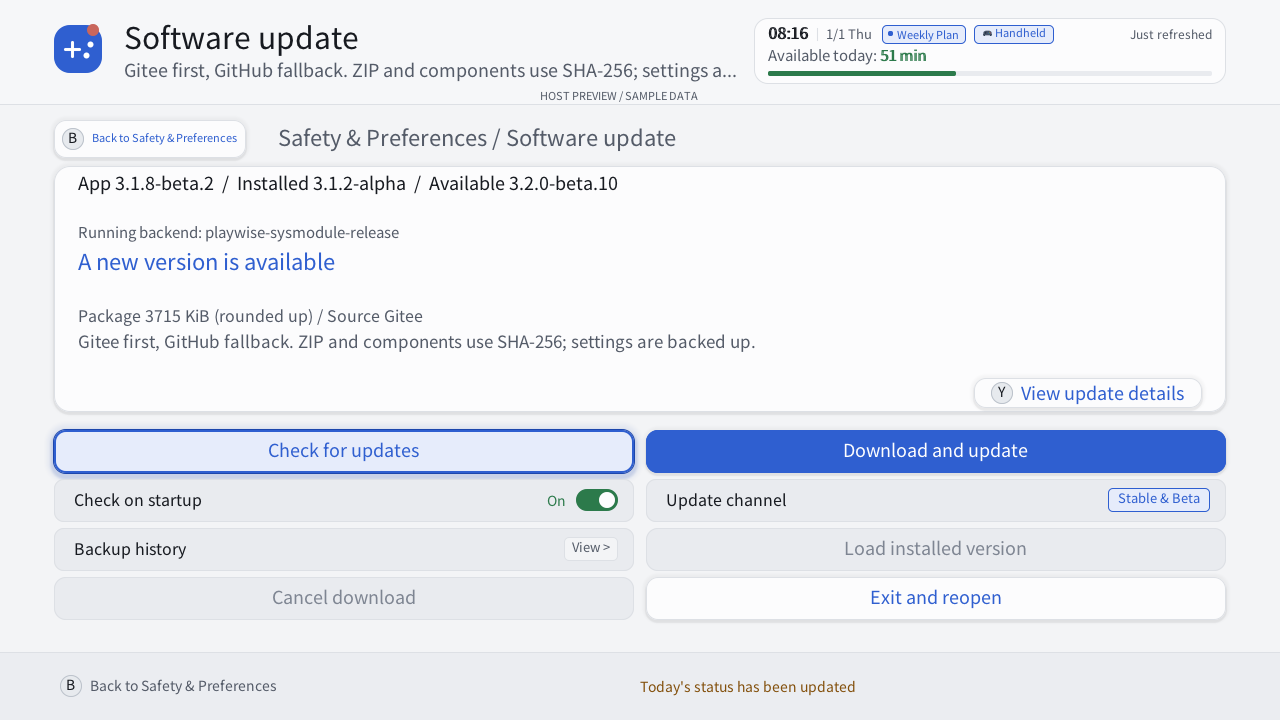 Software update
Gitee first, GitHub fallback. ZIP and components use SHA-256; settings a...
08:16 1/1 Thu Weekly Plan Handheld Just refreshed
Available today: 51 min
HOST PREVIEW / SAMPLE DATA
B Back to Safety & Preferences
Safety & Preferences / Software update
App 3.1.8-beta.2 / Installed 3.1.2-alpha / Available 3.2.0-beta.10
Running backend: playwise-sysmodule-release
A new version is available
Package 3715 KiB (rounded up) / Source Gitee
Gitee first, GitHub fallback. ZIP and components use SHA-256; settings are backed up.
Y View update details
Check for updates
Download and update
Check on startup On
Update channel Stable & Beta
Backup history View >
Load installed version
Cancel download
Exit and reopen
B Back to Safety & Preferences
Today's status has been updated